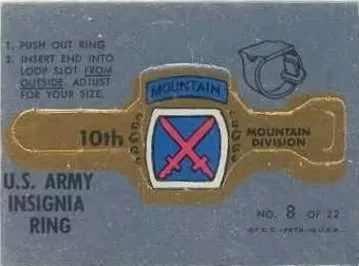 1. PUSH OUT RING
2. INSERT END INTO
LOOP SLOT FROM
OUTSIDE. ADJUST
FOR YOUR SIZE.
MOUNTAIN
10th
MOUNTAIN
DIVISION
U.S. ARMY
INSIGNIA
RING
NO. 8 OF 22